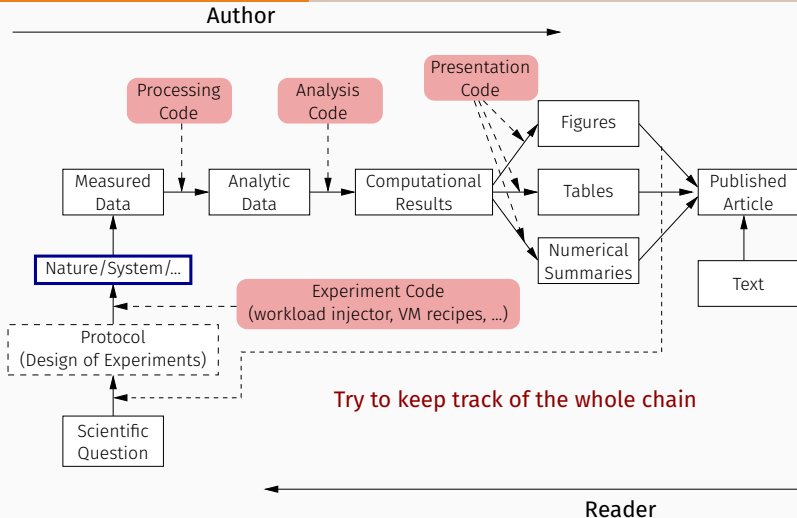 Author
Presentation
Code
Processing
Code
Analysis
Code
Figures
Measured
Data
Analytic
Data
Computational
Results
Tables
Published
Article
Nature/System/...
Numerical
Summaries
Text
Experiment Code
(workload injector, VM recipes, ...)
Protocol
(Design of Experiments)
Try to keep track of the whole chain
Scientific
Question
Reader